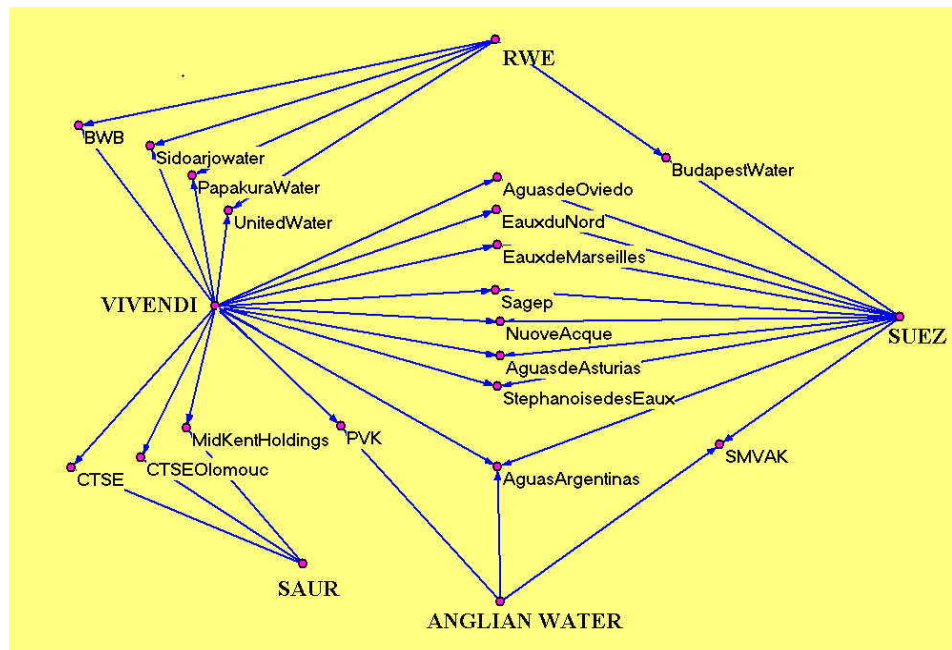 RWE
BWB
Sidoarjowater
BudapestWater
PapakuraWater
AguasdeOviedo
UnitedWater
EauxduNord
EauxdeMarseilles
VIVENDI
Sagep
NuoveAcque
SUEZ
AguasdeAsturias
StephanoisedesEaux
MidKentHoldings
PVK
SMVAK
CTSE
CTSEOlomouc
AguasArgentinas
SAUR
ANGLIAN WATER